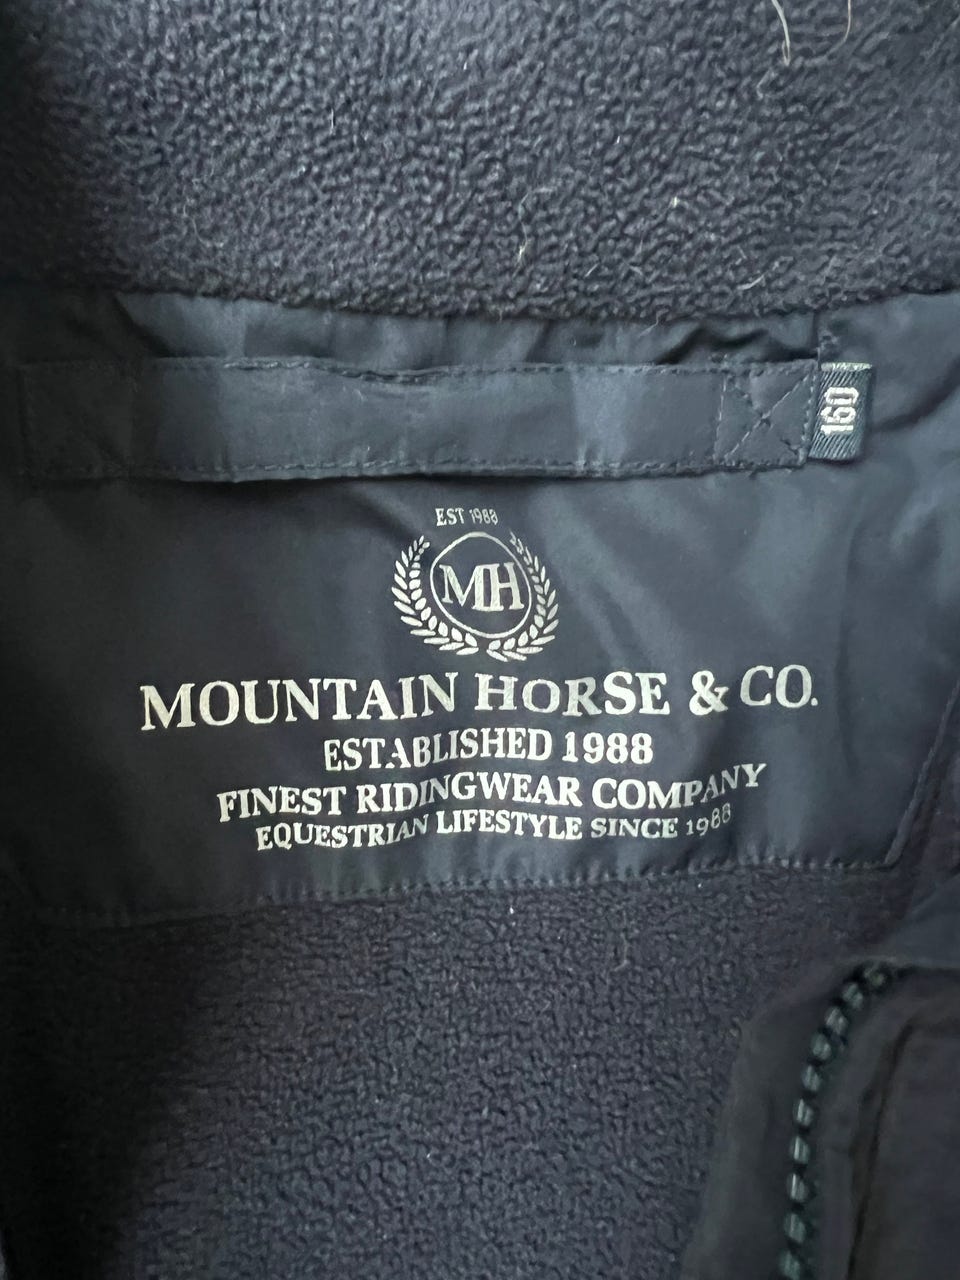 160
EST 1988
MH
MOUNTAIN HORSE & CO.
ESTABLISHED 1988
FINEST RIDINGWEAR COMPANY
EQUESTRIAN LIFESTYLE SINCE 1988